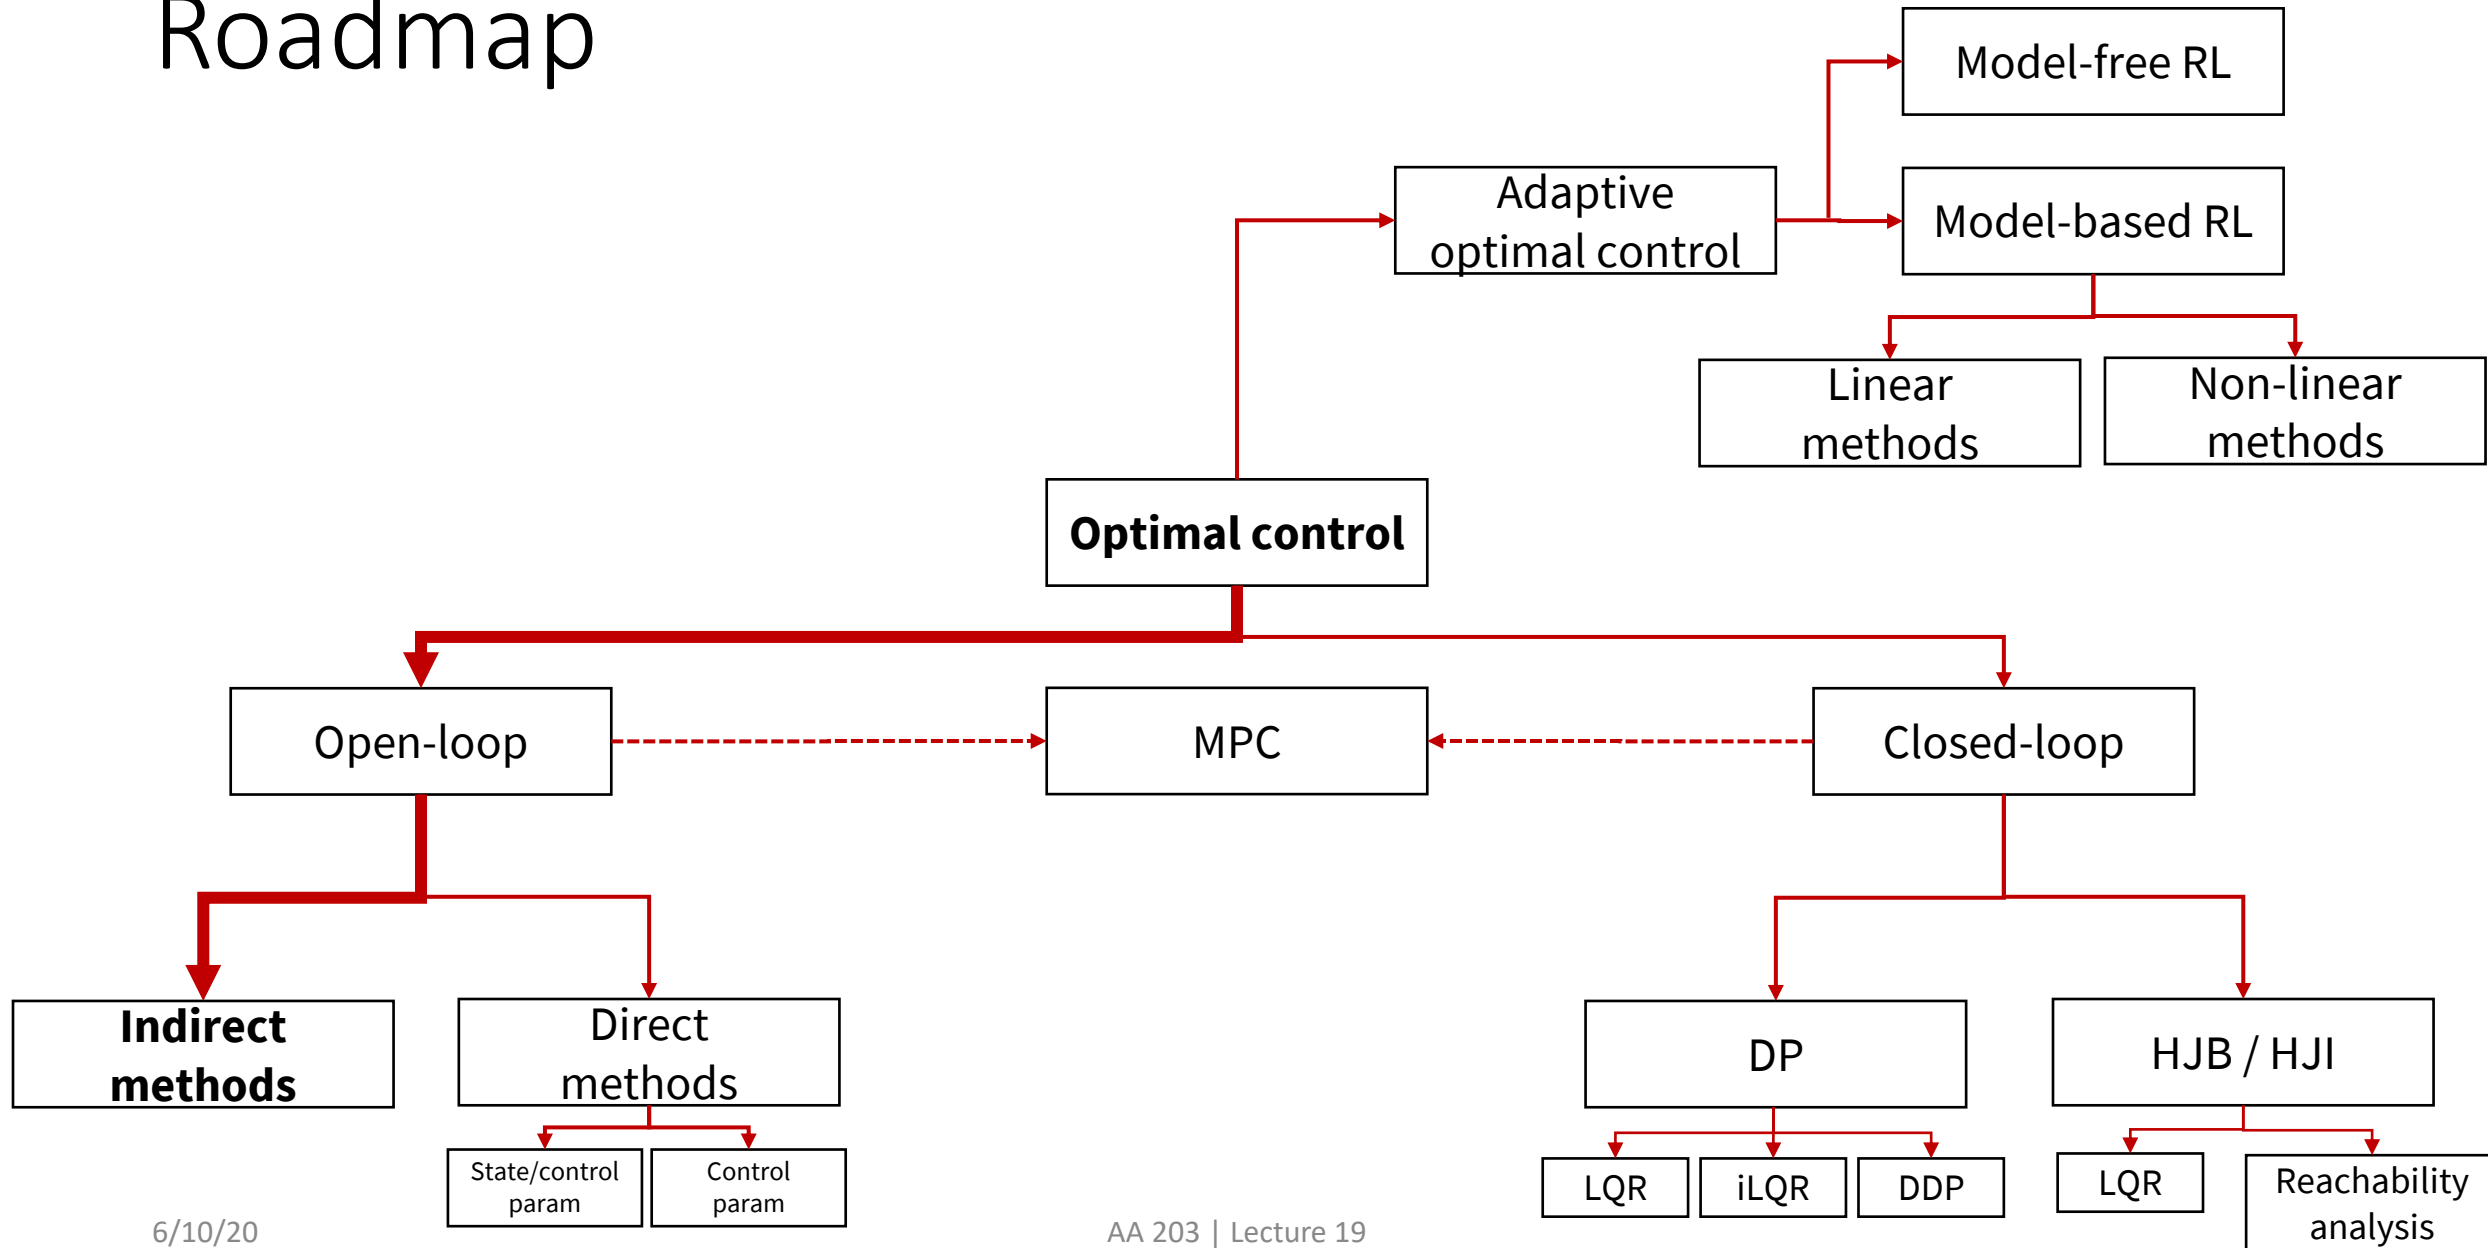 Roadmap
Model-free RL
Adaptive
optimal control
Model-based RL
Linear
methods
Non-linear
methods
Optimal control
Open-loop
MPC
Closed-loop
Indirect
methods
Direct
methods
DP
HJB / HJI
State/control
param
Control
param
LQR
iLQR
DDP
LQR
Reachability
analysis
6/10/20
AA 203 | Lecture 19